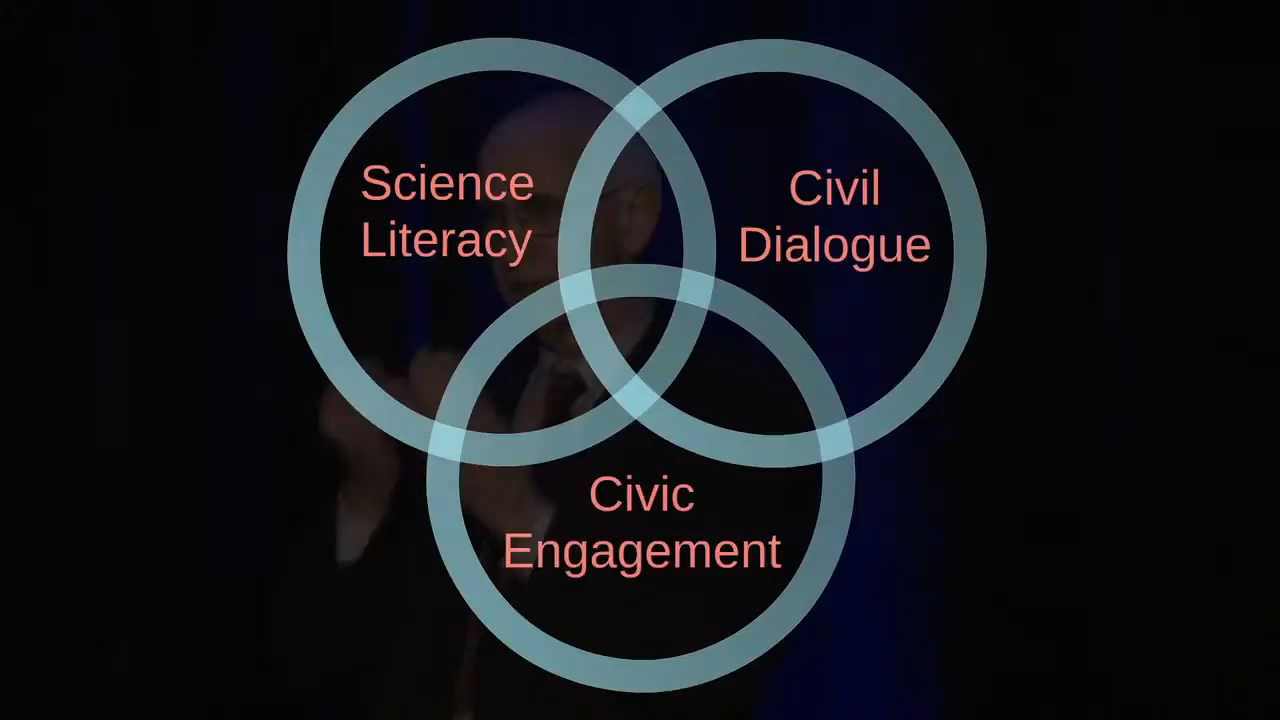 Science
Literacy
Civil
Dialogue
Civic
Engagement